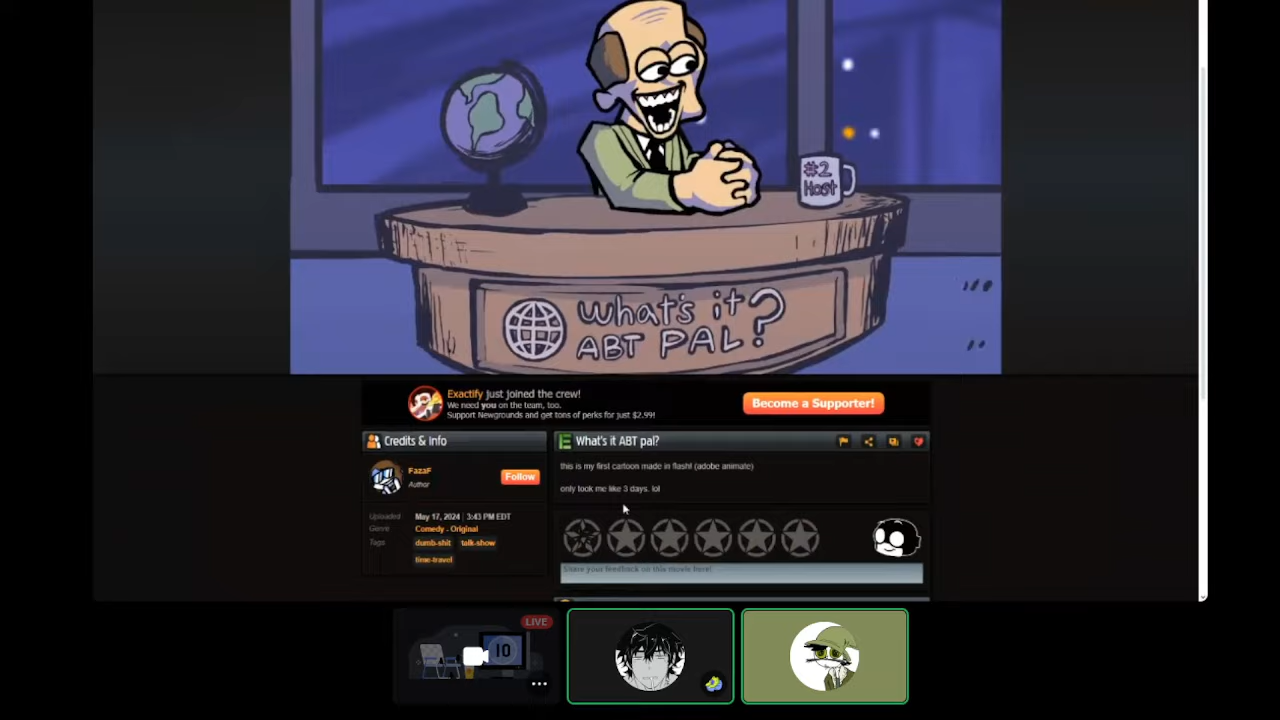 #2
Host
What's it
ABT PAL?
Exactify just joined the crew!
We need you on the team, too.
Support Newgrounds and get tons of perks for just $2.99!
Become a Supporter!
Credits & Info
What's it ABT pal?
FazaF
Author
Follow
this is my first cartoon made in flash! (adobe animate)
only took me like 3 days. lol
Uploaded May 17, 2024 | 3:43 PM EDT
Genre Comedy - Original
Tags dumb-shit talk-show
time-travel
Share your feedback on this movie here!
LIVE
10